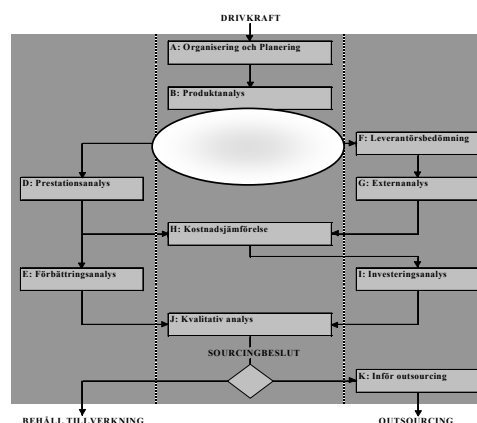 DRIVKRAFT
A: Organisering och Planering
B: Produktanalys
F: Leverantörsbedömning
D: Prestationsanalys
G: Externanalys
H: Kostnadsjämförelse
E: Förbättringsanalys
I: Investeringsanalys
J: Kvalitativ analys
SOURCINGBESLUT
K: Inför outsourcing
BEHÅLL TILLVERKNING
OUTSOURCING